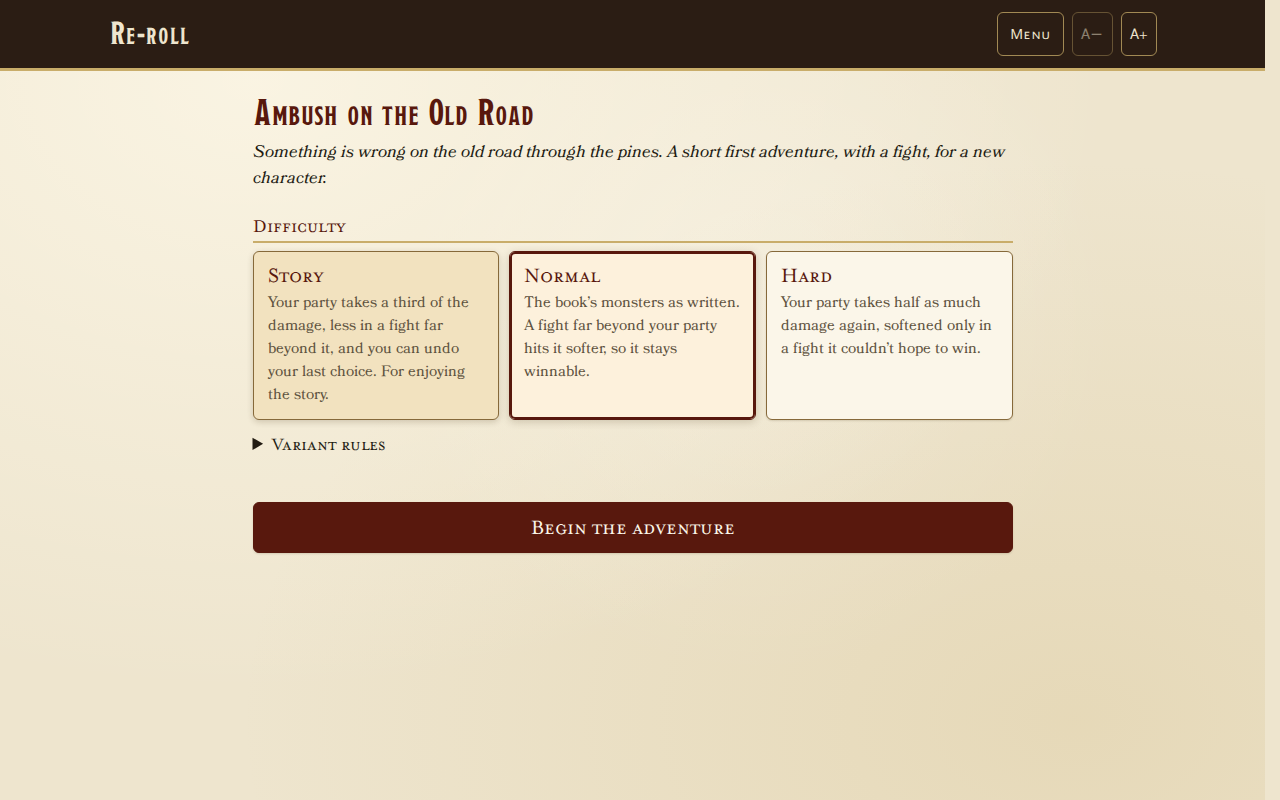 Re-roll
Menu
A−
A+
Ambush on the Old Road
Something is wrong on the old road through the pines. A short first adventure, with a fight, for a new
character.
Difficulty
Story
Your party takes a third of the
damage, less in a fight far
beyond it, and you can undo
your last choice. For enjoying
the story.
Normal
The book’s monsters as written.
A fight far beyond your party
hits it softer, so it stays
winnable.
Hard
Your party takes half as much
damage again, softened only in
a fight it couldn’t hope to win.
Variant rules
Begin the adventure